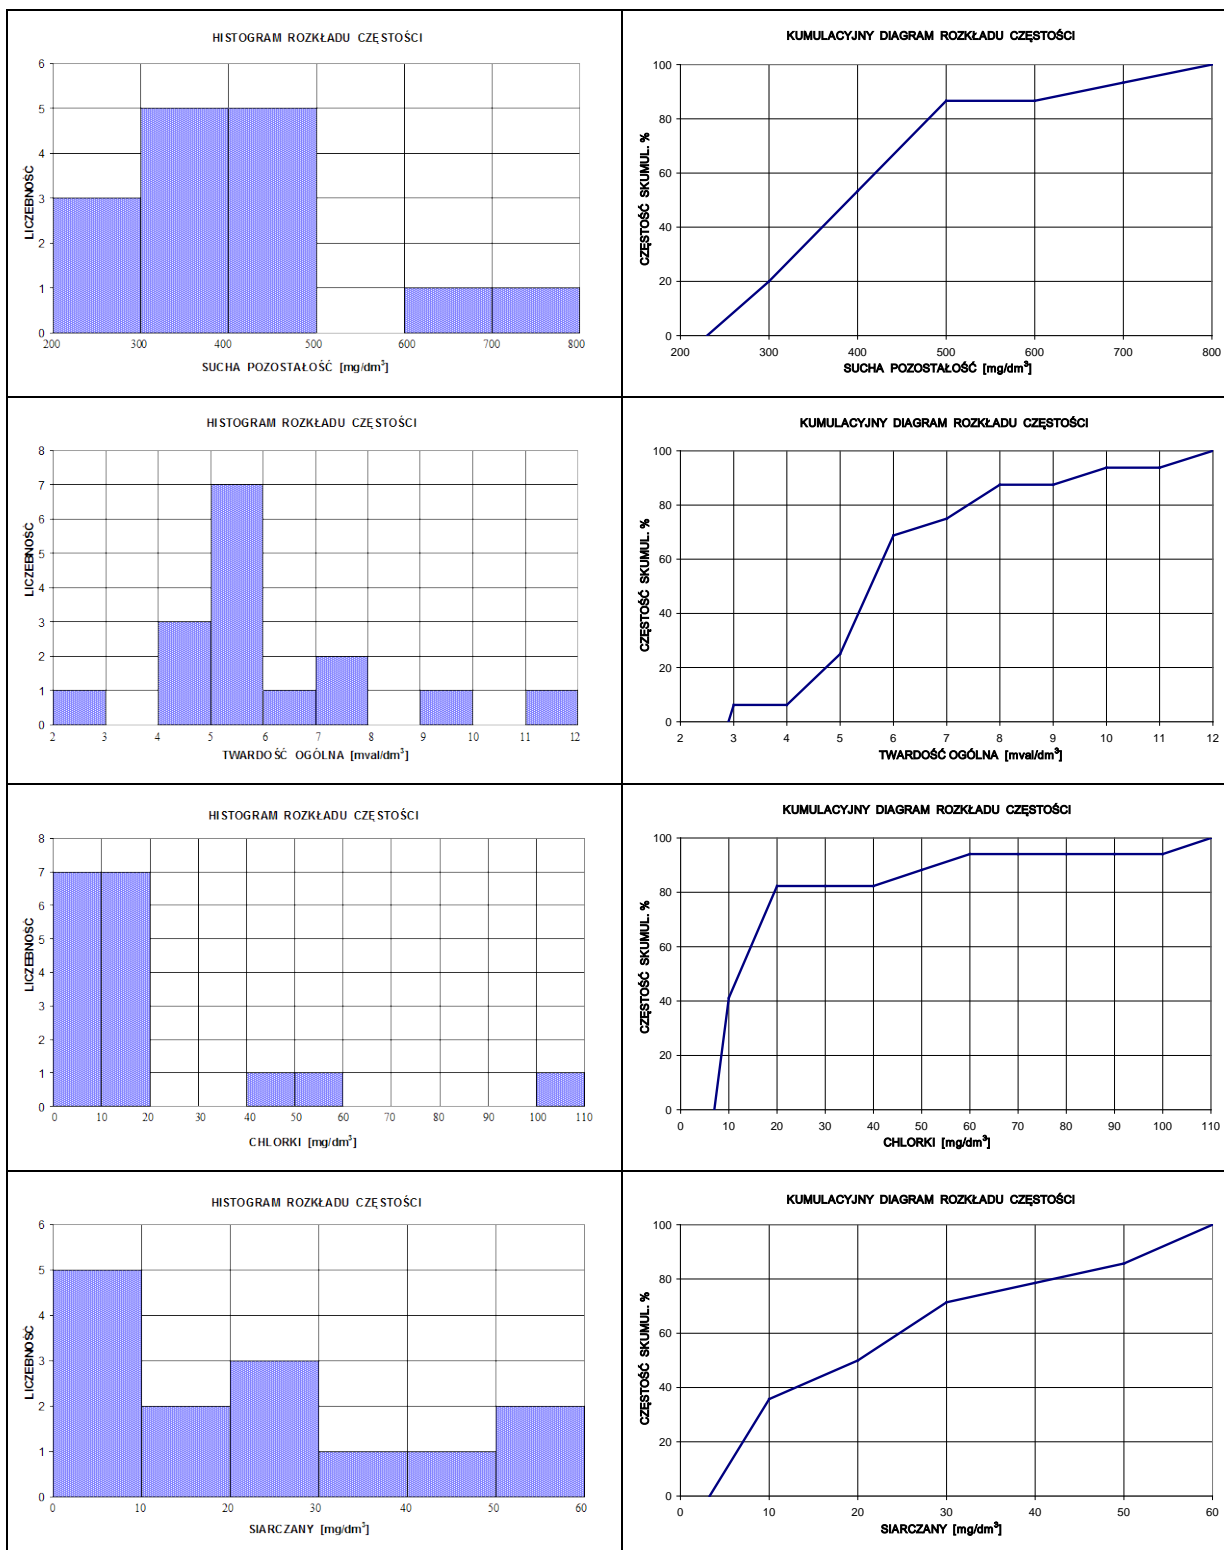 HISTOGRAM ROZKŁADU CZĘSTOŚCI
LICZEBNOŚĆ
6
5
4
3
2
1
0
200 300 400 500 600 700 800
SUCHA POZOSTAŁOŚĆ [mg/dm³]
KUMULACYJNY DIAGRAM ROZKŁADU CZĘSTOŚCI
CZĘSTOŚĆ SKUMUL. %
100
80
60
40
20
0
200 300 400 500 600 700 800
SUCHA POZOSTAŁOŚĆ [mg/dm³]
HISTOGRAM ROZKŁADU CZĘSTOŚCI
LICZEBNOŚĆ
8
7
6
5
4
3
2
1
0
2 3 4 5 6 7 8 9 10 11 12
TWARDOŚĆ OGÓLNA [mval/dm³]
KUMULACYJNY DIAGRAM ROZKŁADU CZĘSTOŚCI
CZĘSTOŚĆ SKUMUL. %
100
80
60
40
20
0
2 3 4 5 6 7 8 9 10 11 12
TWARDOŚĆ OGÓLNA [mval/dm³]
HISTOGRAM ROZKŁADU CZĘSTOŚCI
LICZEBNOŚĆ
8
7
6
5
4
3
2
1
0
0 10 20 30 40 50 60 70 80 90 100 110
CHLORKI [mg/dm³]
KUMULACYJNY DIAGRAM ROZKŁADU CZĘSTOŚCI
CZĘSTOŚĆ SKUMUL. %
100
80
60
40
20
0
0 10 20 30 40 50 60 70 80 90 100 110
CHLORKI [mg/dm³]
HISTOGRAM ROZKŁADU CZĘSTOŚCI
LICZEBNOŚĆ
6
5
4
3
2
1
0
0 10 20 30 40 50 60
SIARCZANY [mg/dm³]
KUMULACYJNY DIAGRAM ROZKŁADU CZĘSTOŚCI
CZĘSTOŚĆ SKUMUL. %
100
80
60
40
20
0
0 10 20 30 40 50 60
SIARCZANY [mg/dm³]